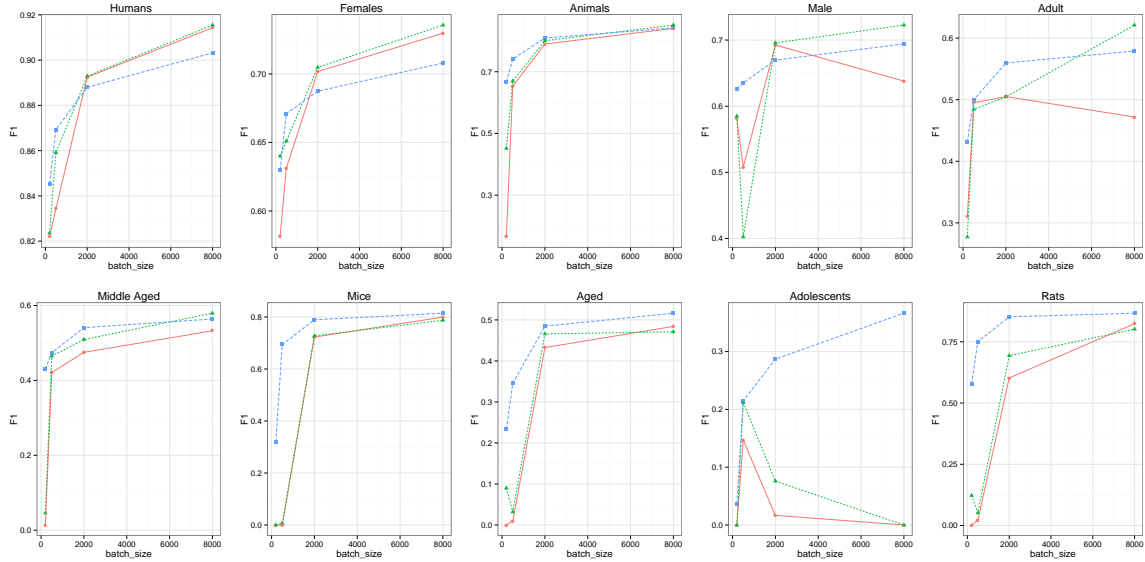 Humans
0.92
0.90
0.88
0.86
0.84
0.82
F1
0 2000 4000 6000 8000
batch_size
Females
0.70
0.65
0.60
F1
0 2000 4000 6000 8000
batch_size
Animals
0.7
0.5
0.3
F1
0 2000 4000 6000 8000
batch_size
Male
0.7
0.6
0.5
0.4
F1
0 2000 4000 6000 8000
batch_size
Adult
0.6
0.5
0.4
0.3
F1
0 2000 4000 6000 8000
batch_size
Middle Aged
0.6
0.4
0.2
0.0
F1
0 2000 4000 6000 8000
batch_size
Mice
0.8
0.6
0.4
0.2
0.0
F1
0 2000 4000 6000 8000
batch_size
Aged
0.5
0.4
0.3
0.2
0.1
0.0
F1
0 2000 4000 6000 8000
batch_size
Adolescents
0.3
0.2
0.1
0.0
F1
0 2000 4000 6000 8000
batch_size
Rats
0.75
0.50
0.25
0.00
F1
0 2000 4000 6000 8000
batch_size